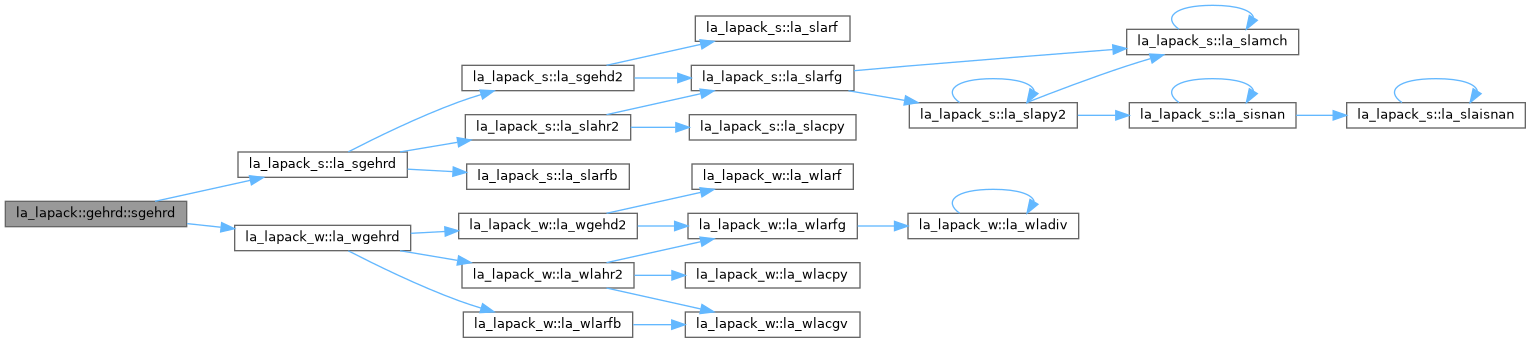 la_lapack::gehrd::sgehrd
la_lapack_s::la_sgehrd
la_lapack_w::la_wgehrd
la_lapack_s::la_sgehd2
la_lapack_s::la_slahr2
la_lapack_s::la_slarfb
la_lapack_w::la_wgehd2
la_lapack_w::la_wlahr2
la_lapack_w::la_wlarfb
la_lapack_s::la_slarf
la_lapack_s::la_slarfg
la_lapack_s::la_slacpy
la_lapack_w::la_wlarf
la_lapack_w::la_wlarfg
la_lapack_w::la_wlacpy
la_lapack_w::la_wlacgv
la_lapack_s::la_slapy2
la_lapack_w::la_wladiv
la_lapack_s::la_slamch
la_lapack_s::la_sisnan
la_lapack_s::la_slaisnan